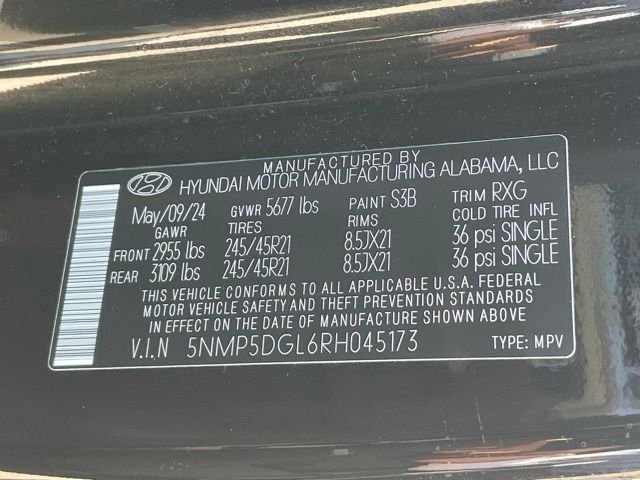 MANUFACTURED BY
HYUNDAI MOTOR MANUFACTURING ALABAMA, LLC
May/09/24 GVWR 5677 lbs PAINT S3B TRIM RXG
GAWR TIRES RIMS COLD TIRE INFL
FRONT 2955 lbs 245/45R21 8.5JX21 36 psi SINGLE
REAR 3109 lbs 245/45R21 8.5JX21 36 psi SINGLE
THIS VEHICLE CONFORMS TO ALL APPLICABLE U.S.A. FEDERAL
MOTOR VEHICLE SAFETY AND THEFT PREVENTION STANDARDS
IN EFFECT ON THE DATE OF MANUFACTURE SHOWN ABOVE
V.I.N 5NMP5DGL6RH045173 TYPE: MPV